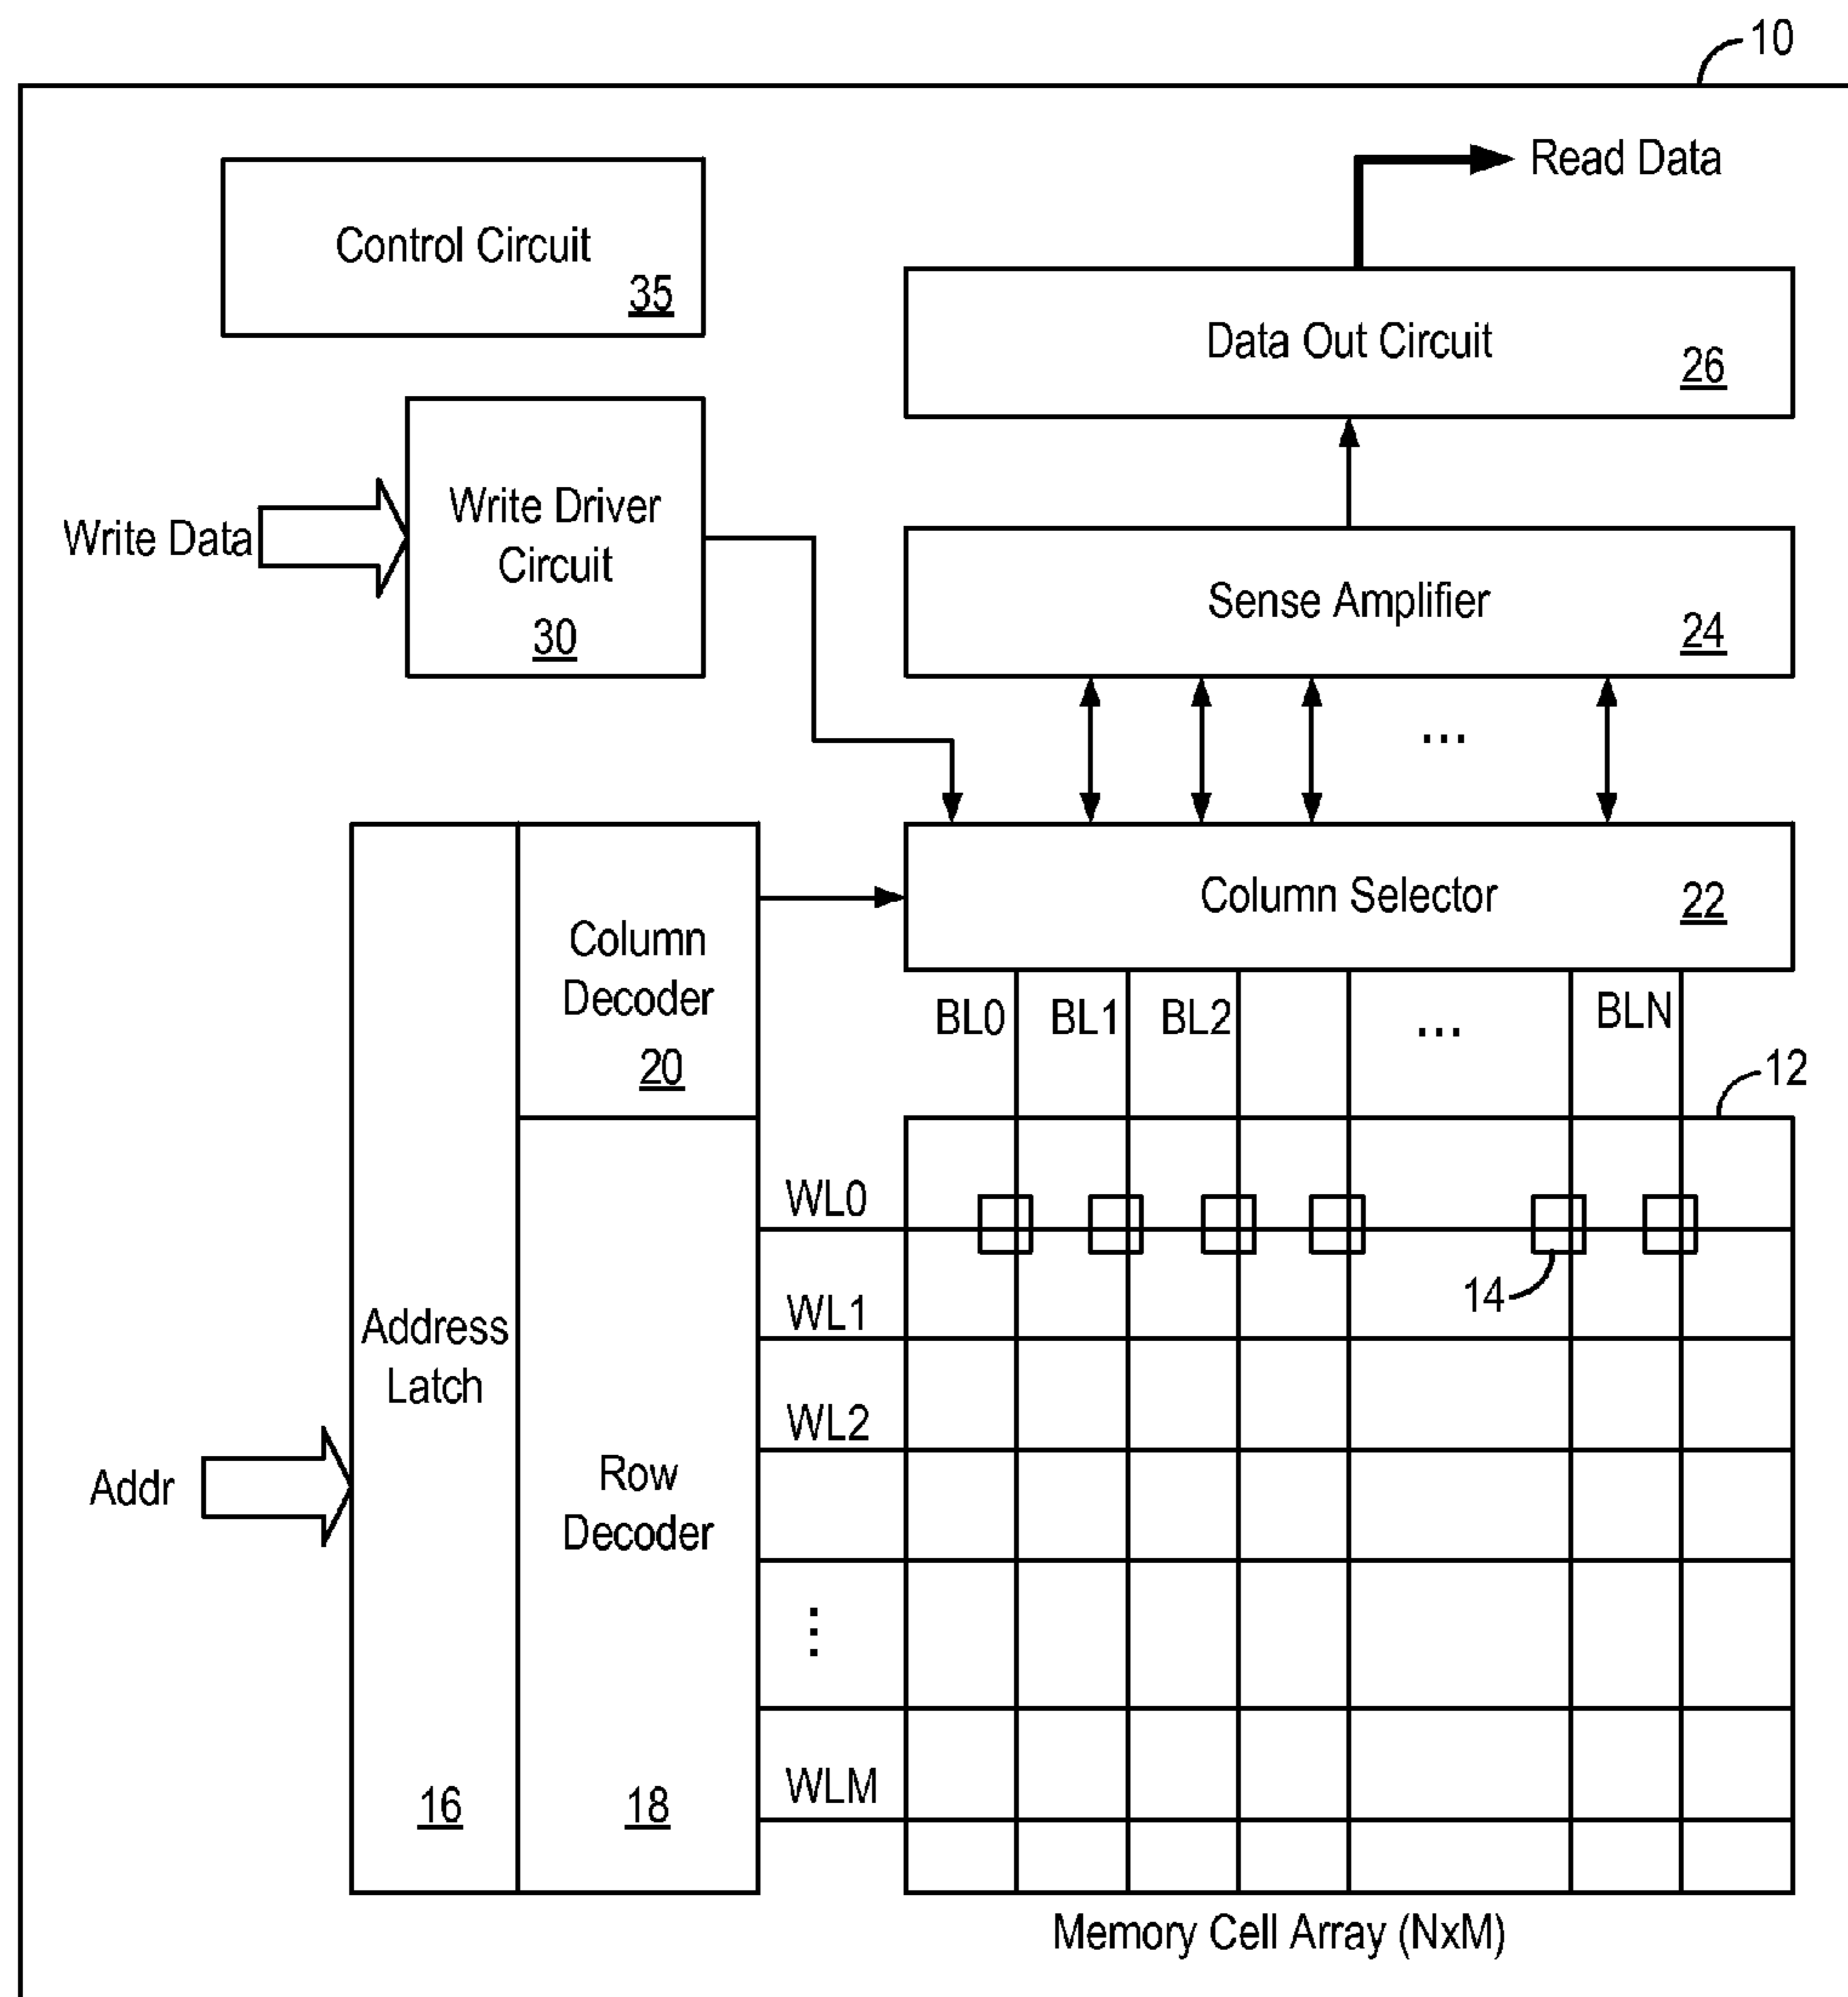 10
Read Data
Control Circuit
35
Data Out Circuit
26
Write Data
Write Driver
Circuit
30
Sense Amplifier
24
...
Column Selector
22
Column
Decoder
20
BL0
BL1
BL2
...
BLN
12
WL0
14
WL1
Address
Latch
WL2
Addr
Row
Decoder
...
WLM
16
18
Memory Cell Array (NxM)